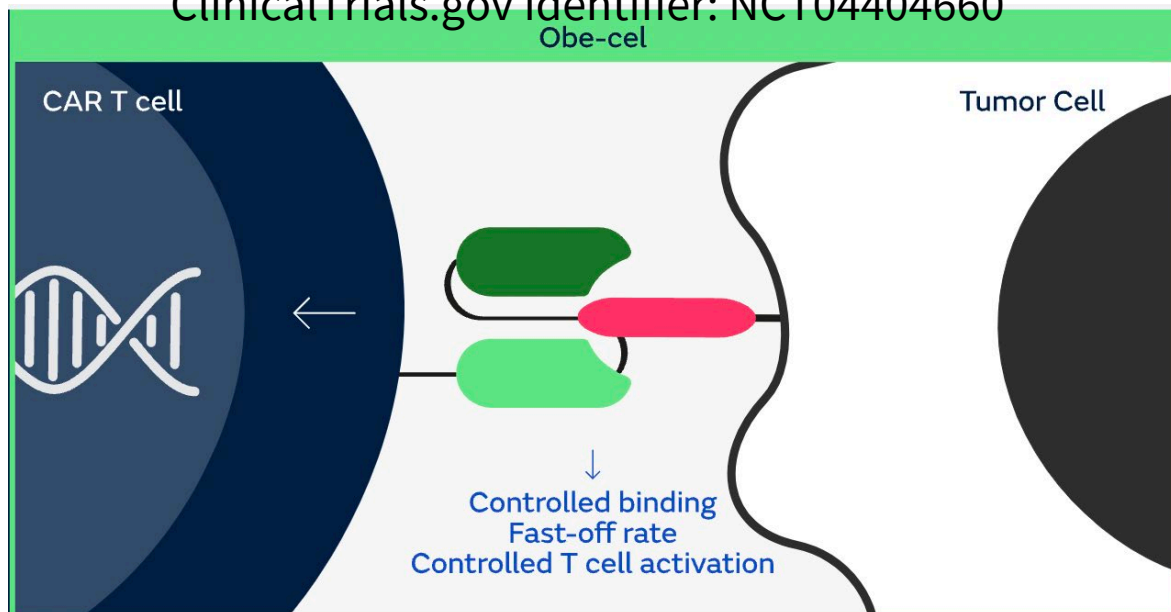 ClinicalTrials.gov Identifier: NCT04404660
Obe-cel
CAR T cell
Tumor Cell
Controlled binding
Fast-off rate
Controlled T cell activation